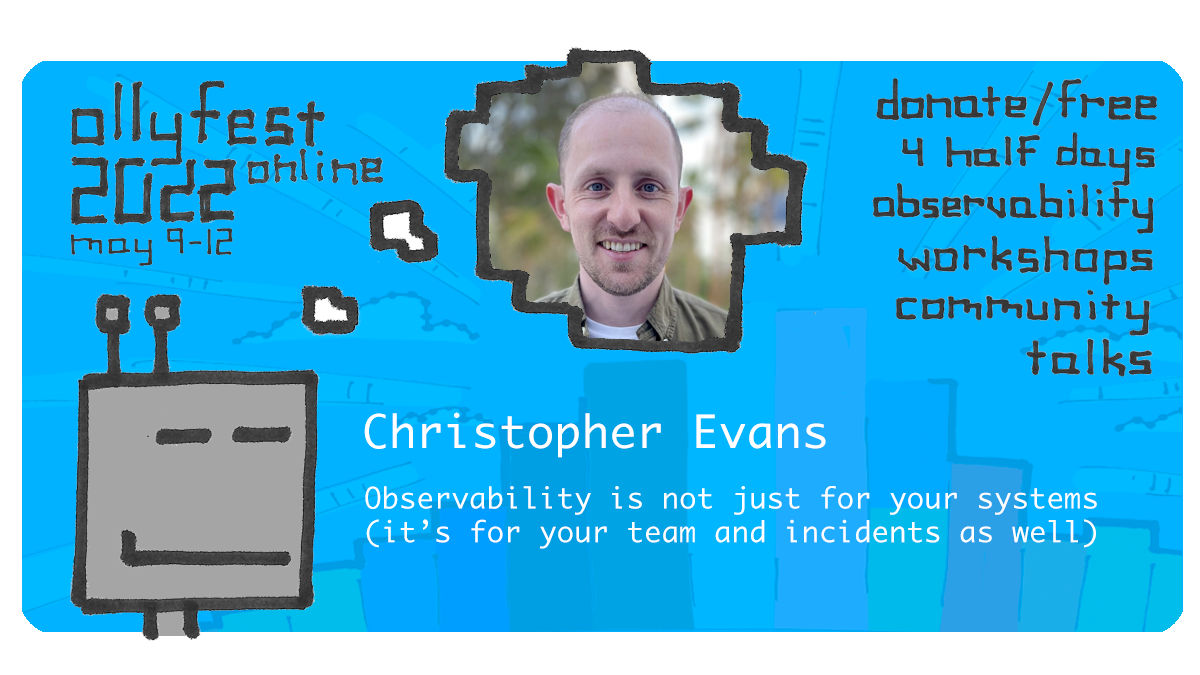 ollyfest
2022 online
may 9-12
donate/free
4 half days
observability
workshops
community
talks
Christopher Evans
Observability is not just for your systems
(it’s for your team and incidents as well)